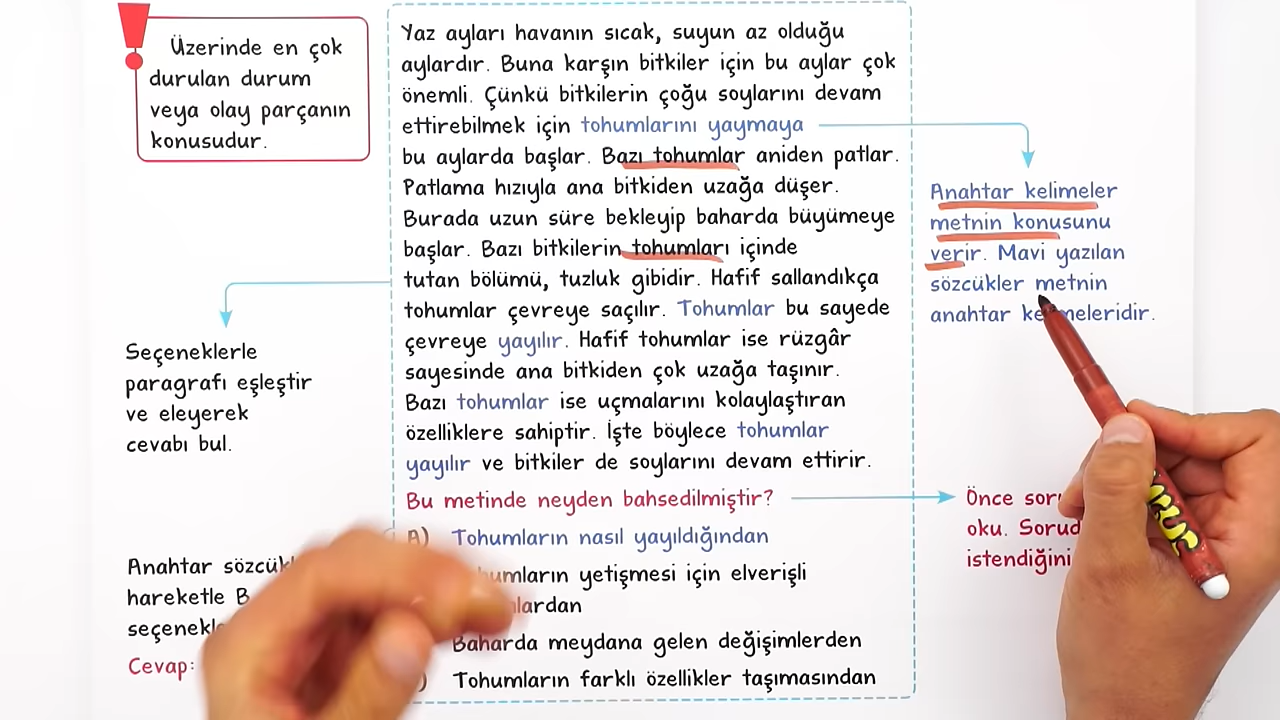 Üzerinde en çok
durulan durum
veya olay parçanın
konusudur.
Yaz ayları havanın sıcak, suyun az olduğu
aylardır. Buna karşın bitkiler için bu aylar çok
önemli. Çünkü bitkilerin çoğu soylarını devam
ettirebilmek için tohumlarını yaymaya
bu aylarda başlar. Bazı tohumlar aniden patlar.
Patlama hızıyla ana bitkiden uzağa düşer.
Burada uzun süre bekleyip baharda büyümeye
başlar. Bazı bitkilerin tohumları içinde
tutan bölümü, tuzluk gibidir. Hafif sallandıkça
tohumlar çevreye saçılır. Tohumlar bu sayede
çevreye yayılır. Hafif tohumlar ise rüzgâr
sayesinde ana bitkiden çok uzağa taşınır.
Bazı tohumlar ise uçmalarını kolaylaştıran
özelliklere sahiptir. İşte böylece tohumlar
yayılır ve bitkiler de soylarını devam ettirir.
Bu metinde neyden bahsedilmiştir?
A) Tohumların nasıl yayıldığından
yetişmesi için elverişli
Baharda meydana gelen değişimlerden
) Tohumların farklı özellikler taşımasından
Anahtar kelimeler
metnin konusunu
verir. Mavi yazılan
sözcükler metnin
anahtar
Önce
oku.
Seçeneklerle
paragrafı eşleştir
ve eleyerek
cevabı bul.
Anahtar
hareketle
Cevap: